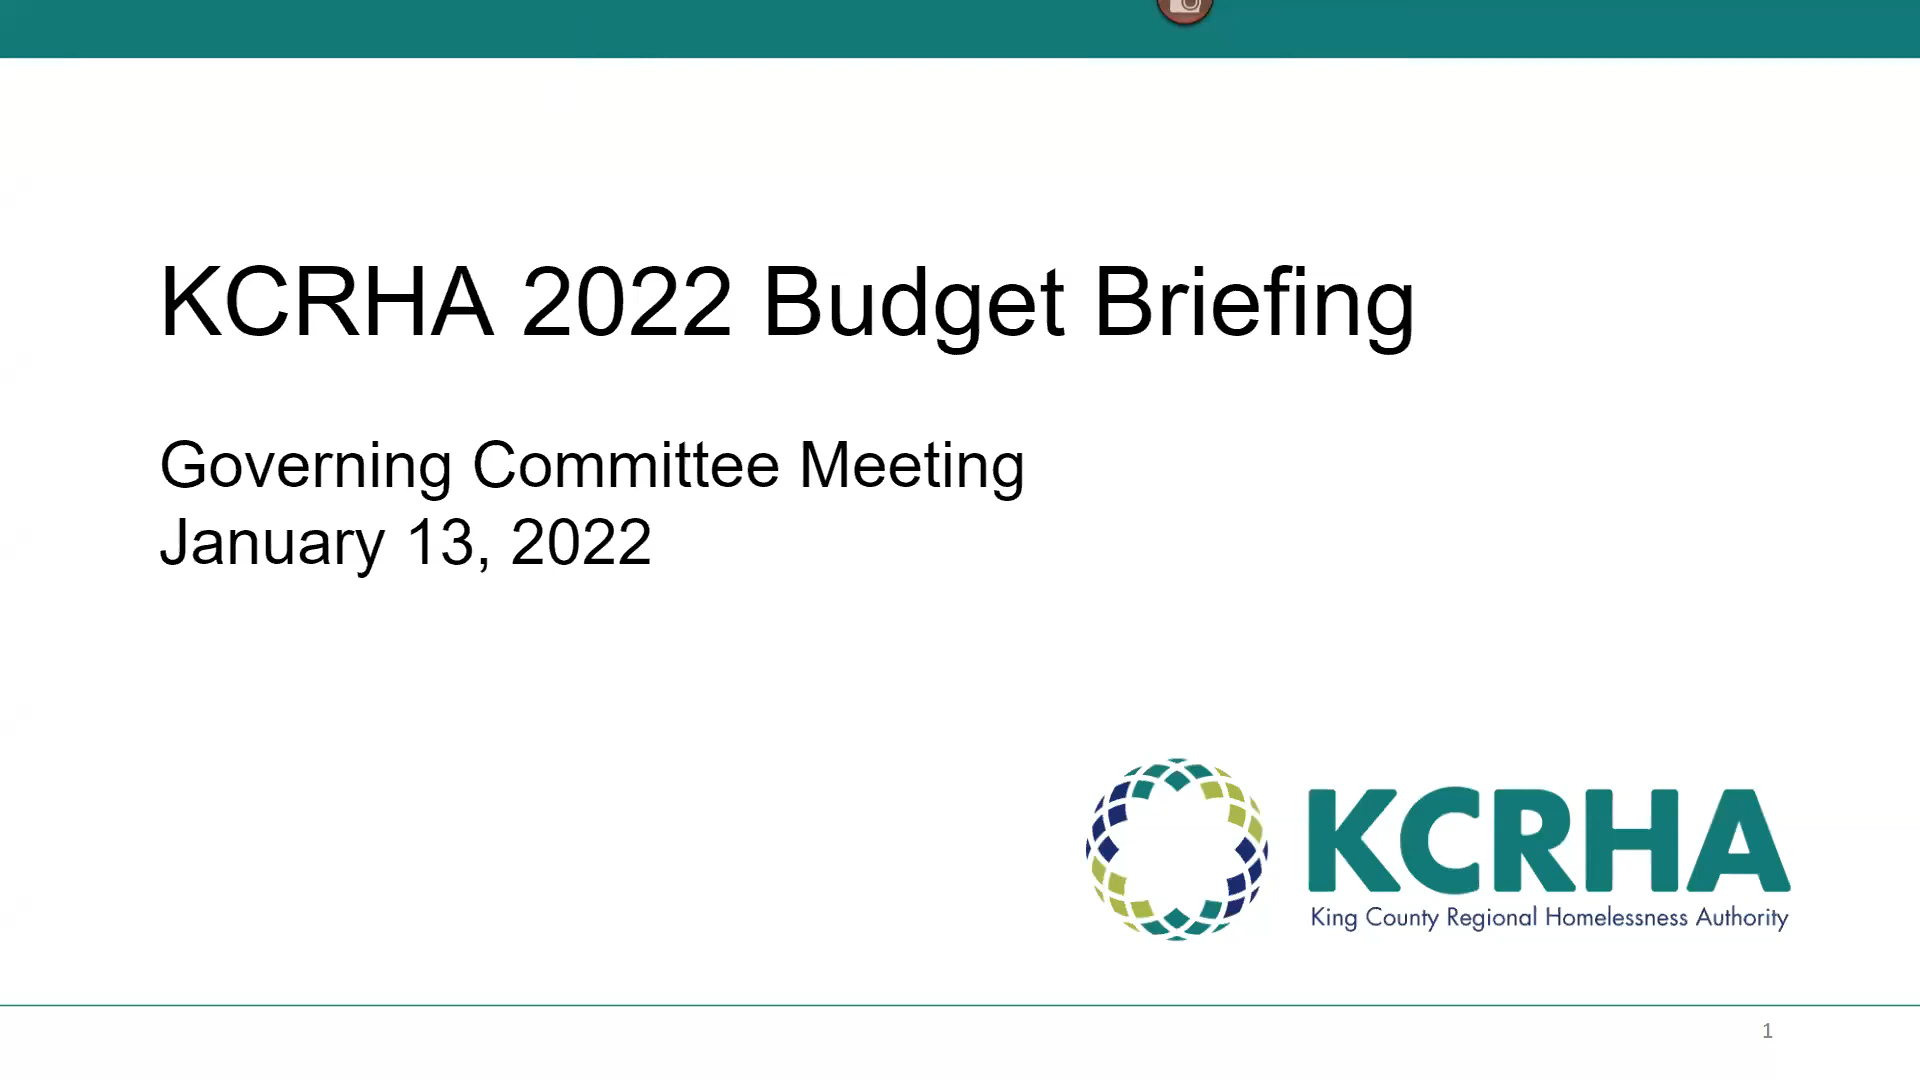 KCRHA 2022 Budget Briefing
Governing Committee Meeting
January 13, 2022
KCRHA
King County Regional Homelessness Authority
1